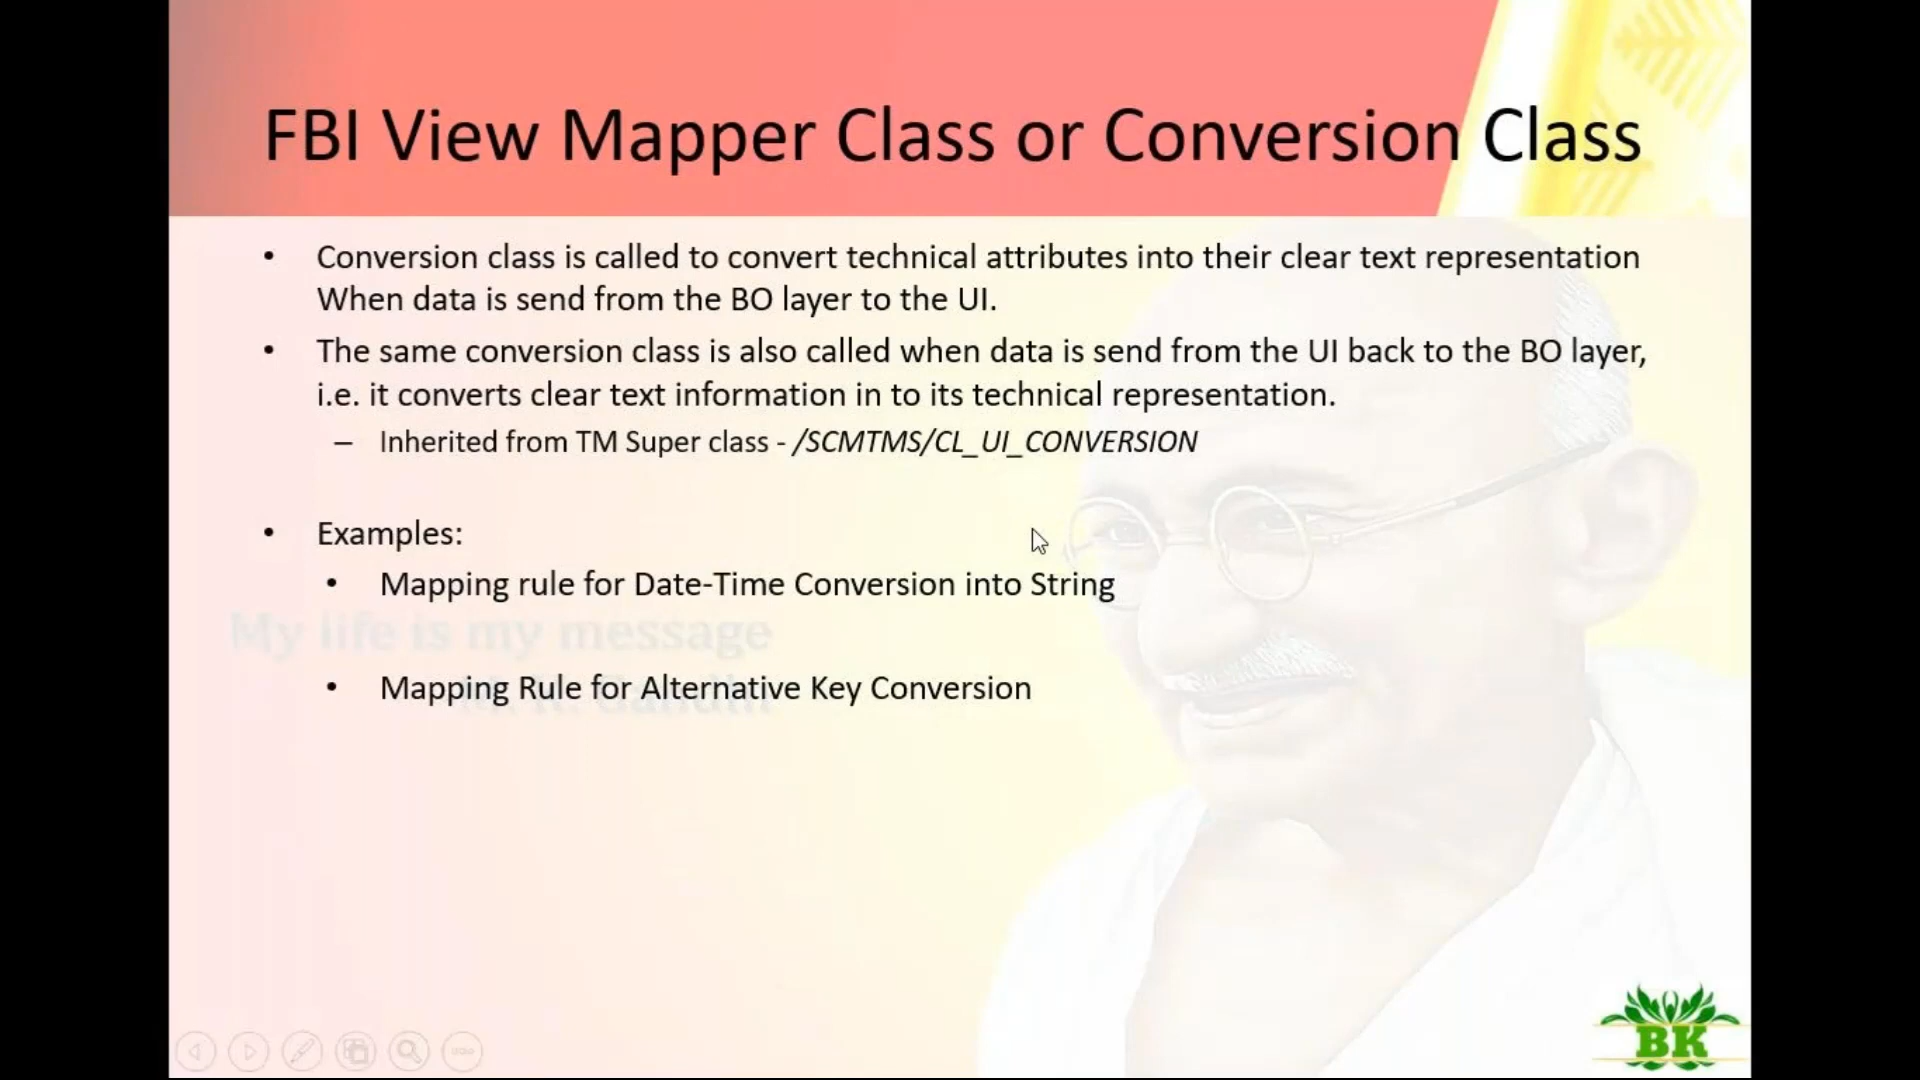 FBI View Mapper Class or Conversion Class
• Conversion class is called to convert technical attributes into their clear text representation
When data is send from the BO layer to the UI.
• The same conversion class is also called when data is send from the UI back to the BO layer,
i.e. it converts clear text information in to its technical representation.
– Inherited from TM Super class - /SCMTMS/CL_UI_CONVERSION
• Examples:
• Mapping rule for Date-Time Conversion into String
My life is my message
• Mapping Rule for Alternative Key Conversion
Gandhi
BK